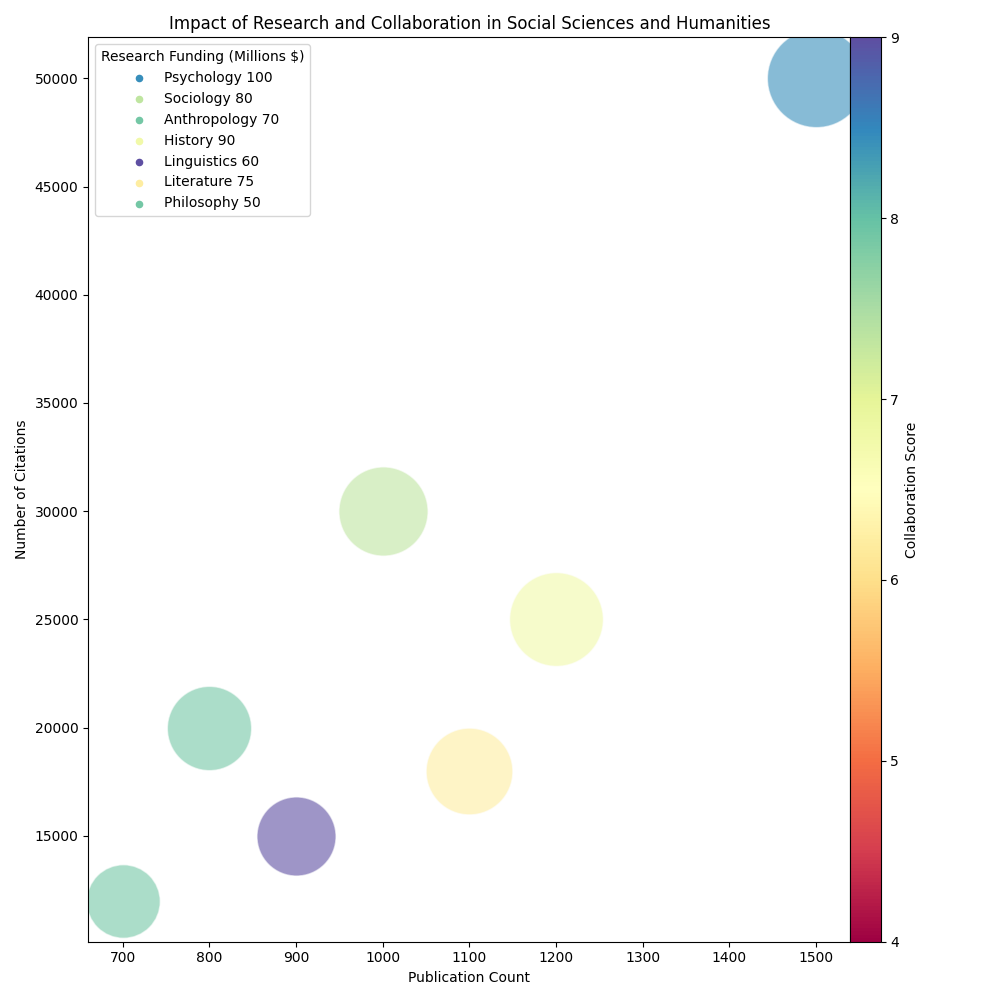 Impact of Research and Collaboration in Social Sciences and Humanities
Research Funding (Millions $)
Psychology 100
Sociology 80
Anthropology 70
History 90
Linguistics 60
Literature 75
Philosophy 50
50000
45000
40000
35000
30000
25000
20000
15000
Number of Citations
700 800 900 1000 1100 1200 1300 1400 1500
Publication Count
9
8
7
6
5
4
Collaboration Score